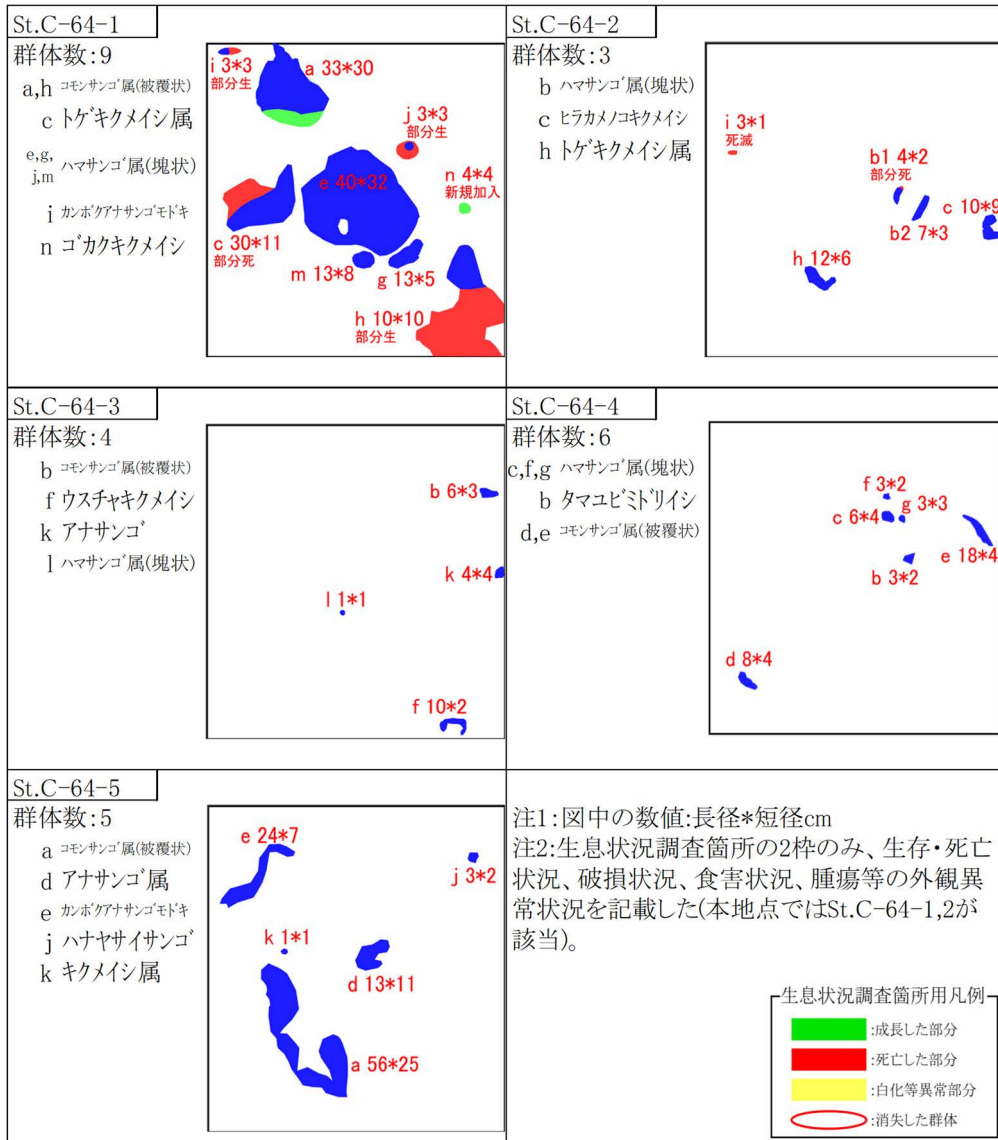 St.C-64-1
群体数:9
a,h コモンサンゴ属(被覆状)
c トゲキクメイシ属
e,g,
j,m ハマサンゴ属(塊状)
i カンボクアナサンゴモドキ
n ゴカクキクメイシ
i 3*3
部分生
a 33*30
j 3*3
部分生
e 40*32
n 4*4
新規加入
c 30*11
部分死
m 13*8
g 13*5
h 10*10
部分生
St.C-64-2
群体数:3
b ハマサンゴ属(塊状)
c ヒラカメノコキクメイシ
h トゲキクメイシ属
i 3*1
死滅
b1 4*2
部分死
c 10*9
b2 7*3
h 12*6
St.C-64-3
群体数:4
b コモンサンゴ属(被覆状)
f ウスチャキクメイシ
k アナサンゴ
l ハマサンゴ属(塊状)
b 6*3
k 4*4
l 1*1
f 10*2
St.C-64-4
群体数:6
c,f,g ハマサンゴ属(塊状)
b タマユビミドリイシ
d,e コモンサンゴ属(被覆状)
f 3*2
g 3*3
c 6*4
e 18*4
b 3*2
d 8*4
St.C-64-5
群体数:5
a コモンサンゴ属(被覆状)
d アナサンゴ属
e カンボクアナサンゴモドキ
j ハナヤサイサンゴ
k キクメイシ属
e 24*7
j 3*2
k 1*1
d 13*11
a 56*25
注1:図中の数値:長径*短径cm
注2:生息状況調査箇所の2枠のみ、生存・死亡
状況、破損状況、食害状況、腫瘍等の外観異
常状況を記載した(本地点ではSt.C-64-1,2が
該当)。
生息状況調査箇所用凡例
:成長した部分
:死亡した部分
:白化等異常部分
:消失した群体